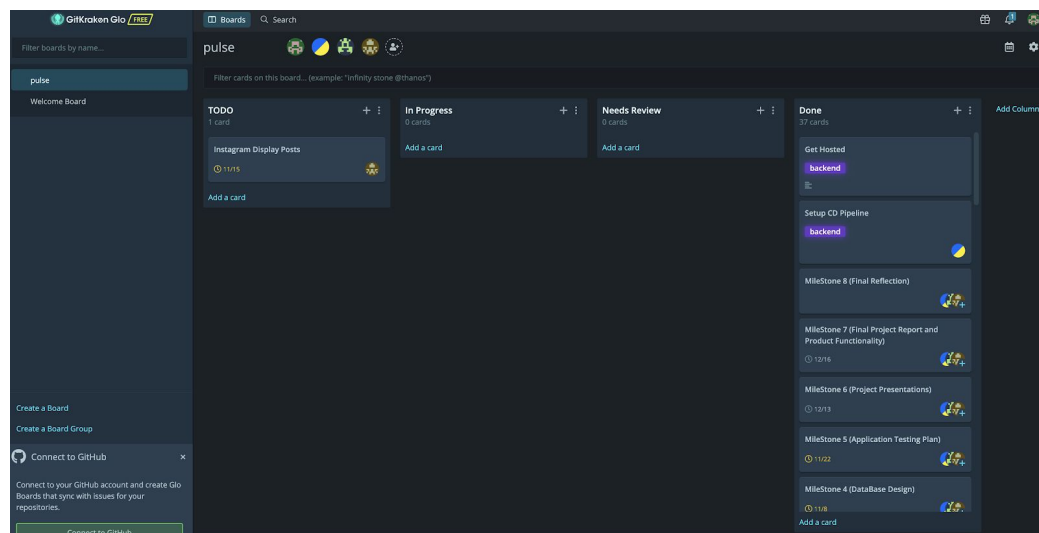 GitKraken Glo FREE
Boards
Search
1
Filter boards by name...
pulse
Welcome Board
pulse
Filter cards on this board... (example: "infinity stone @thanos")
TODO
1 card
Instagram Display Posts
11/15
Add a card
In Progress
0 cards
Add a card
Needs Review
0 cards
Add a card
Done
37 cards
Get Hosted
backend
Setup CD Pipeline
backend
MileStone 8 (Final Reflection)
MileStone 7 (Final Project Report and
Product Functionality)
12/16
MileStone 6 (Project Presentations)
12/13
MileStone 5 (Application Testing Plan)
11/22
MileStone 4 (DataBase Design)
11/8
Add a card
Add Column
Create a Board
Create a Board Group
Connect to GitHub
Connect to your GitHub account and create Glo
Boards that sync with issues for your
repositories.
Connect to GitHub